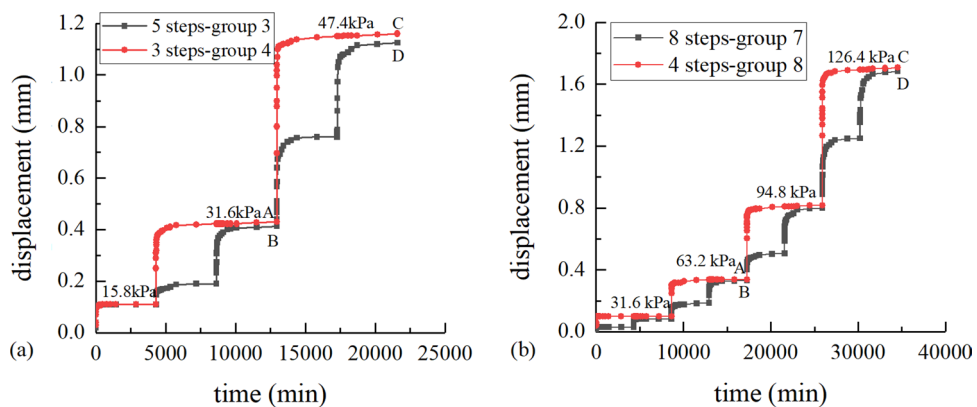 1.2
1.0
0.8
0.6
0.4
0.2
0.0
displacement (mm)
5 steps-group 3
3 steps-group 4
47.4kPa
C
D
31.6kPa
A
B
15.8kPa
0
5000
10000
15000
20000
25000
time (min)
(a)
2.0
1.6
1.2
0.8
0.4
0.0
displacement (mm)
8 steps-group 7
4 steps-group 8
126.4 kPa
C
D
94.8 kPa
63.2 kPa
A
B
31.6 kPa
0
10000
20000
30000
40000
time (min)
(b)